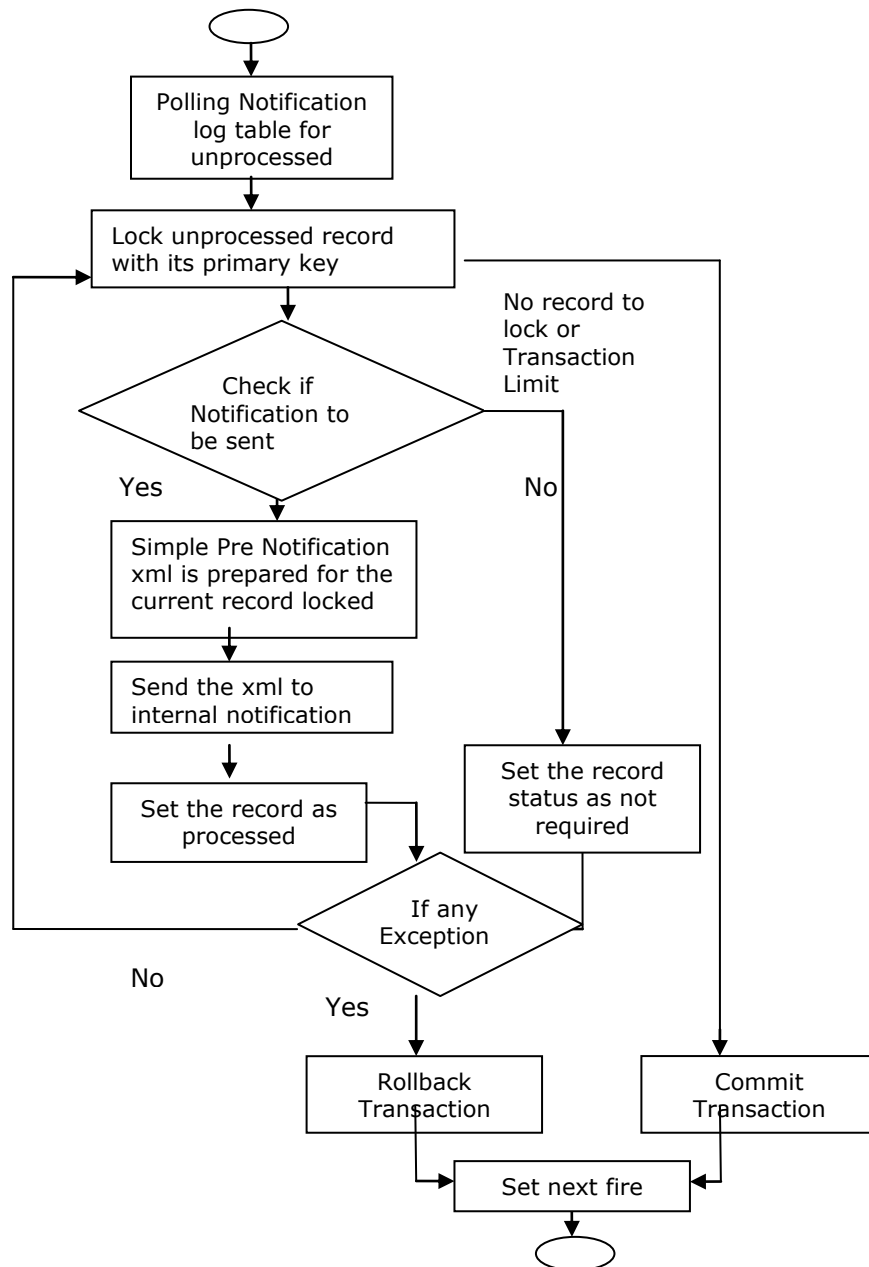 Polling Notification
log table for
unprocessed
Lock unprocessed record
with its primary key
No record to
lock or
Transaction
Limit
Check if
Notification to
be sent
Yes
No
Simple Pre Notification
xml is prepared for the
current record locked
Send the xml to
internal notification
Set the record as
processed
Set the record
status as not
required
If any
Exception
No
Yes
Rollback
Transaction
Commit
Transaction
Set next fire